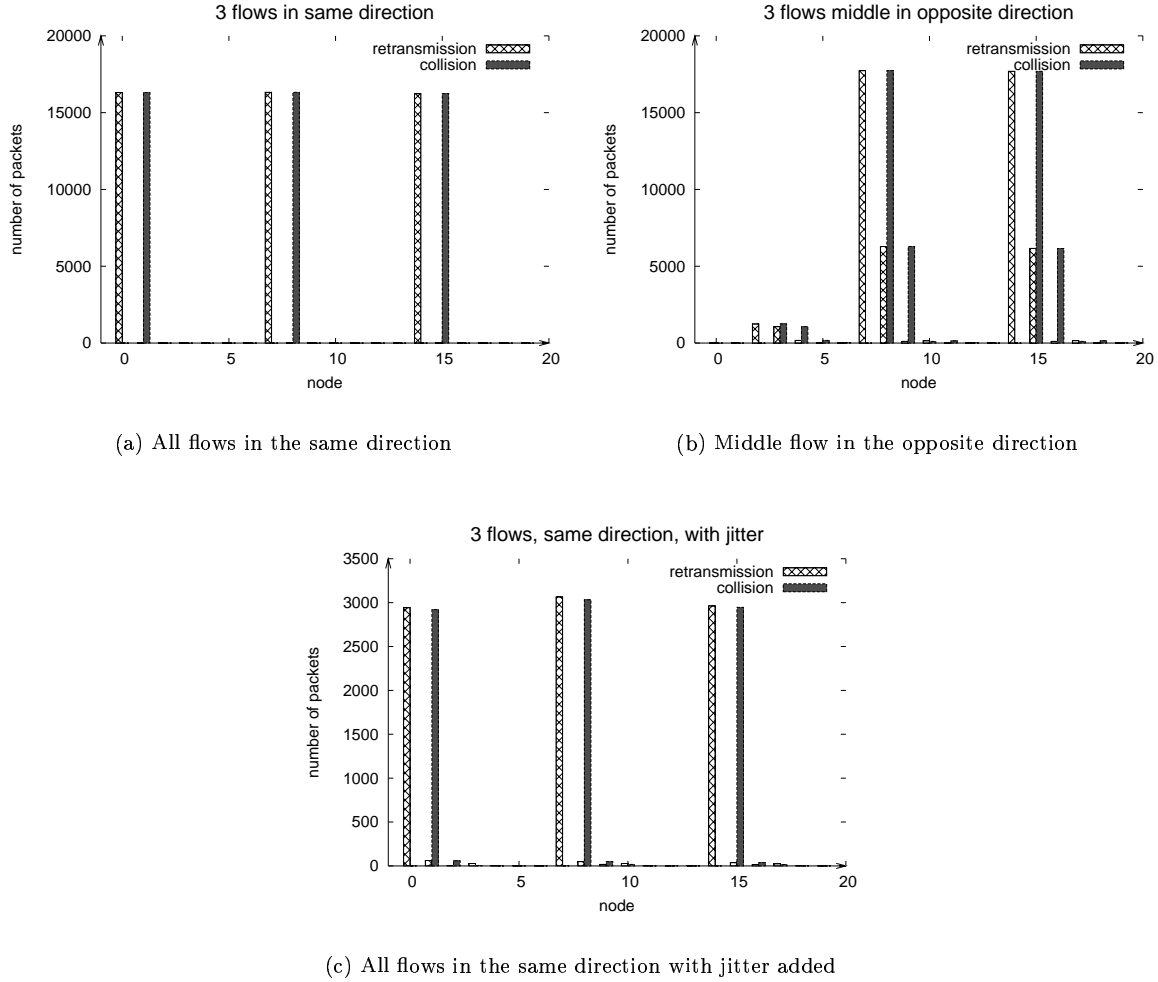 3 flows in same direction
20000
15000
10000
5000
0
number of packets
retransmission
collision
0 5 10 15 20
node
(a) All flows in the same direction
3 flows middle in opposite direction
20000
15000
10000
5000
0
number of packets
retransmission
collision
0 5 10 15 20
node
(b) Middle flow in the opposite direction
3 flows, same direction, with jitter
3500
3000
2500
2000
1500
1000
500
0
number of packets
retransmission
collision
0 5 10 15 20
node
(c) All flows in the same direction with jitter added